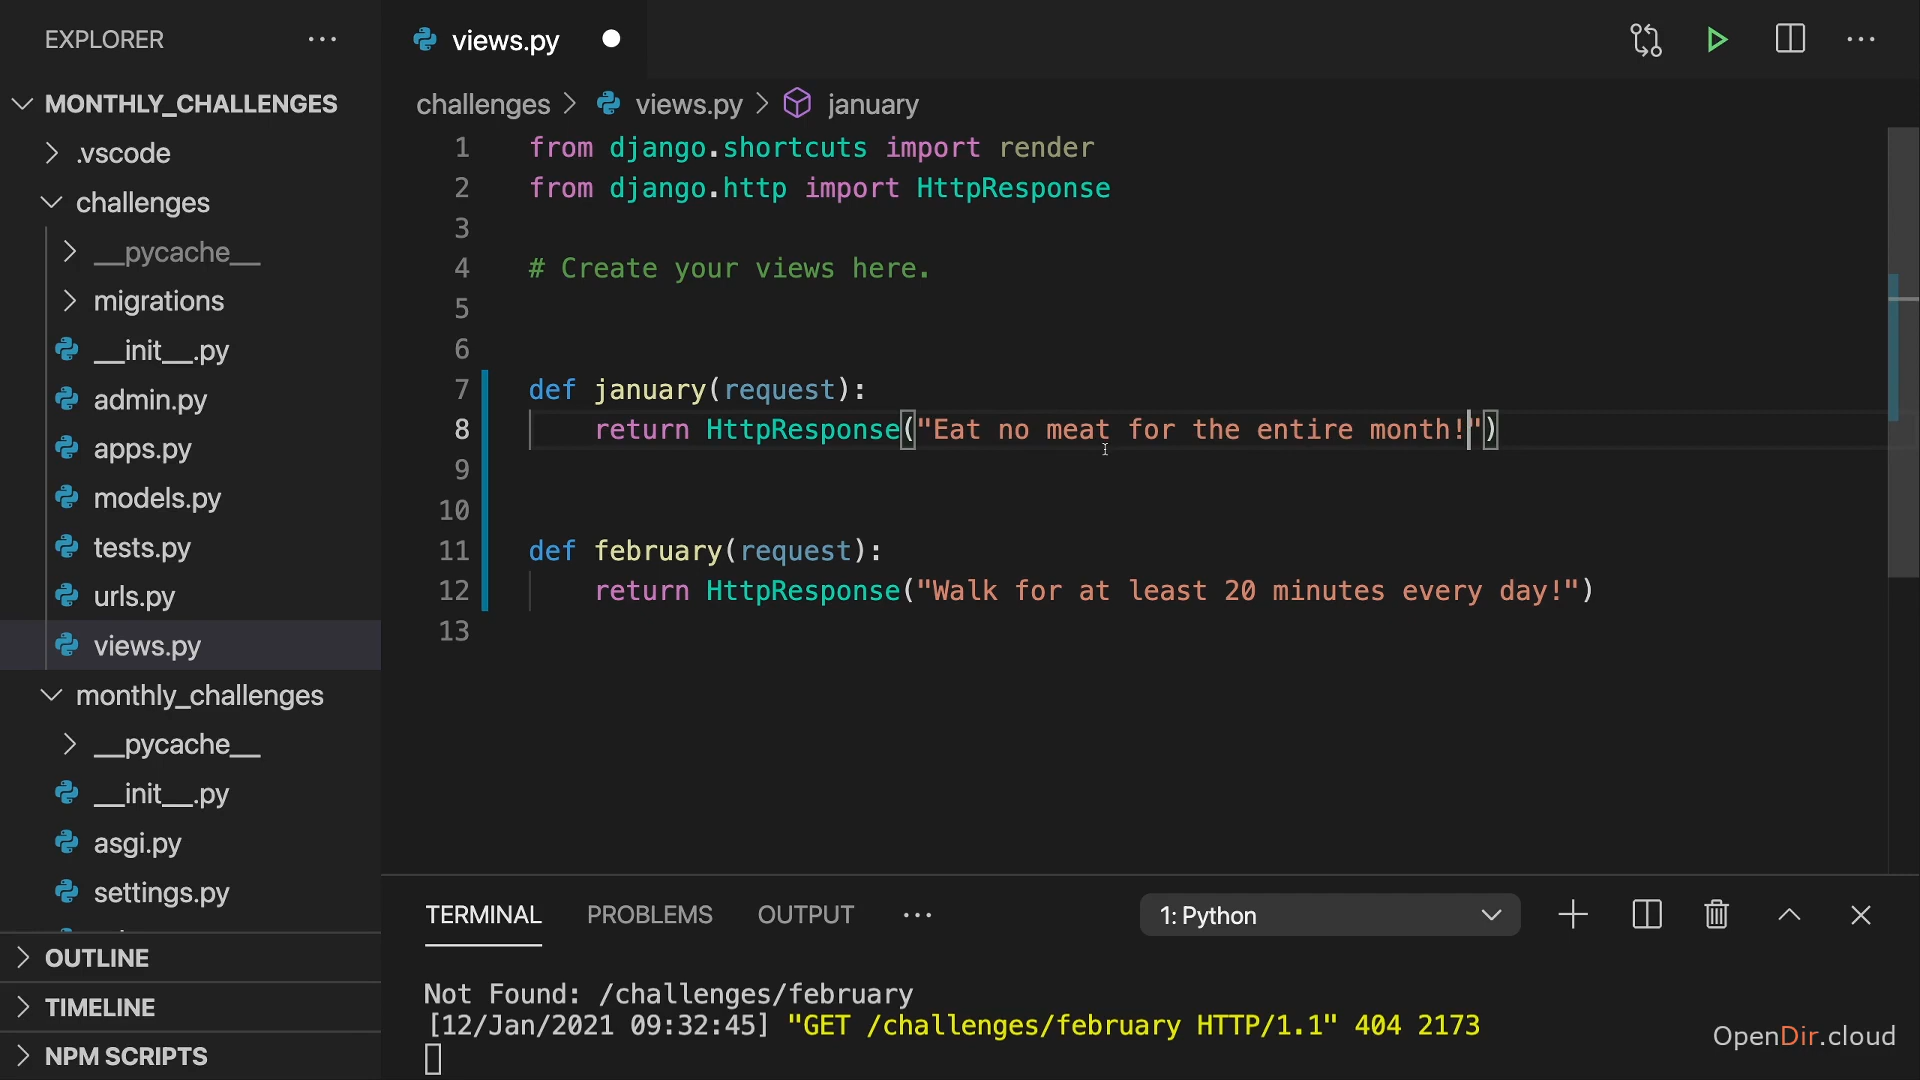 EXPLORER
MONTHLY_CHALLENGES
.vscode
challenges
__pycache__
migrations
__init__.py
admin.py
apps.py
models.py
tests.py
urls.py
views.py
monthly_challenges
__pycache__
__init__.py
asgi.py
settings.py
OUTLINE
TIMELINE
NPM SCRIPTS
views.py
challenges > views.py > january
1 from django.shortcuts import render
2 from django.http import HttpResponse
3
4 # Create your views here.
5
6
7 def january(request):
8     return HttpResponse("Eat no meat for the entire month!")
9
10
11 def february(request):
12     return HttpResponse("Walk for at least 20 minutes every day!")
13
TERMINAL PROBLEMS OUTPUT 1: Python
Not Found: /challenges/february
[12/Jan/2021 09:32:45] "GET /challenges/february HTTP/1.1" 404 2173
OpenDir.cloud